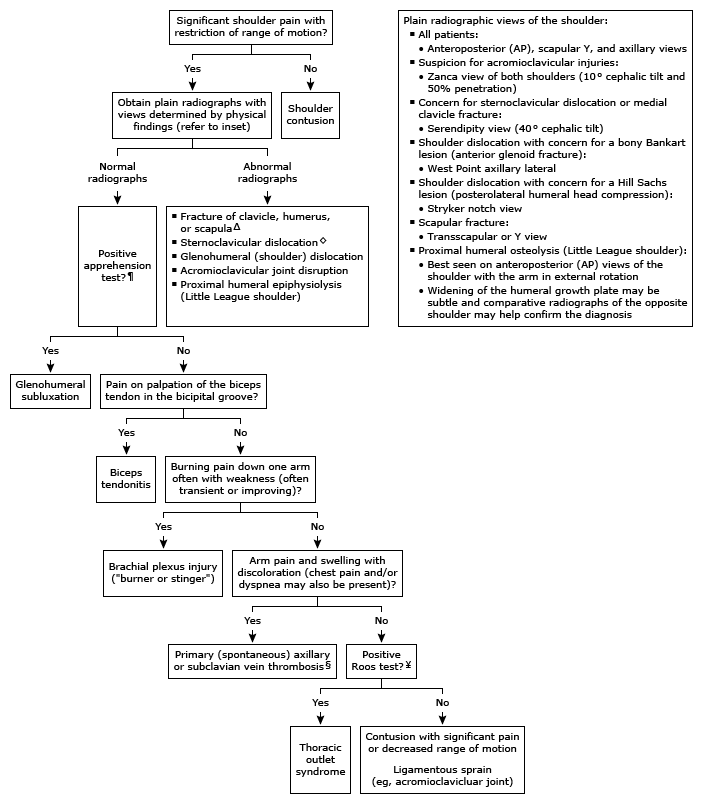 Significant shoulder pain with
restriction of range of motion?
Yes
No
Obtain plain radiographs with
views determined by physical
findings (refer to inset)
Shoulder
contusion
Normal
radiographs
Abnormal
radiographs
Positive
apprehension
test?¶
▪ Fracture of clavicle, humerus,
or scapulaΔ
▪ Sternoclavicular dislocation◇
▪ Glenohumeral (shoulder) dislocation
▪ Acromioclavicular joint disruption
▪ Proximal humeral epiphysiolysis
(Little League shoulder)
Yes
No
Glenohumeral
subluxation
Pain on palpation of the biceps
tendon in the bicipital groove?
Yes
No
Biceps
tendonitis
Burning pain down one arm
often with weakness (often
transient or improving)?
Yes
No
Brachial plexus injury
("burner or stinger")
Arm pain and swelling with
discoloration (chest pain and/or
dyspnea may also be present)?
Yes
No
Primary (spontaneous) axillary
or subclavian vein thrombosis§
Positive
Roos test?¥
Yes
No
Thoracic
outlet
syndrome
Contusion with significant pain
or decreased range of motion
Ligamentous sprain
(eg, acromioclavicluar joint)
Plain radiographic views of the shoulder:
▪ All patients:
• Anteroposterior (AP), scapular Y, and axillary views
▪ Suspicion for acromioclavicular injuries:
• Zanca view of both shoulders (10° cephalic tilt and
50% penetration)
▪ Concern for sternoclavicular dislocation or medial
clavicle fracture:
• Serendipity view (40° cephalic tilt)
▪ Shoulder dislocation with concern for a bony Bankart
lesion (anterior glenoid fracture):
• West Point axillary lateral
▪ Shoulder dislocation with concern for a Hill Sachs
lesion (posterolateral humeral head compression):
• Stryker notch view
▪ Scapular fracture:
• Transscapular or Y view
▪ Proximal humeral osteolysis (Little League shoulder):
• Best seen on anteroposterior (AP) views of the
shoulder with the arm in external rotation
• Widening of the humeral growth plate may be
subtle and comparative radiographs of the opposite
shoulder may help confirm the diagnosis